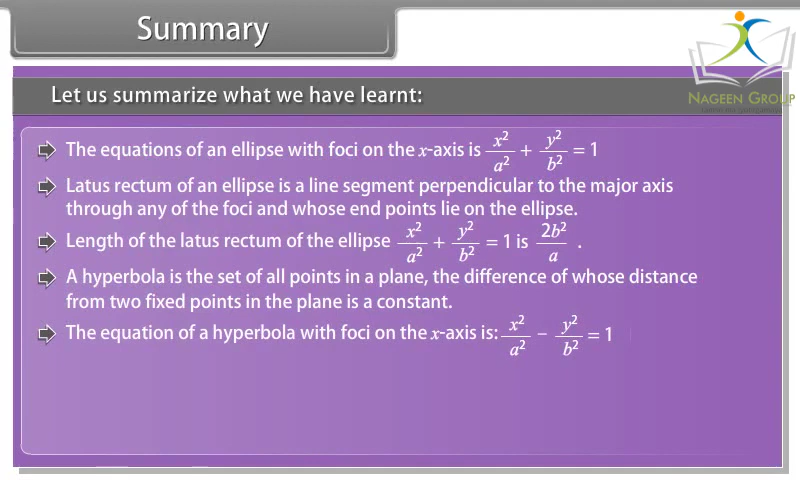 Summary
NAGEEN GROUP
Let us summarize what we have learnt:
The equations of an ellipse with foci on the x-axis is x²/a² + y²/b² = 1
Latus rectum of an ellipse is a line segment perpendicular to the major axis
through any of the foci and whose end points lie on the ellipse.
Length of the latus rectum of the ellipse x²/a² + y²/b² = 1 is 2b²/a .
A hyperbola is the set of all points in a plane, the difference of whose distance
from two fixed points in the plane is a constant.
The equation of a hyperbola with foci on the x-axis is: x²/a² − y²/b² = 1